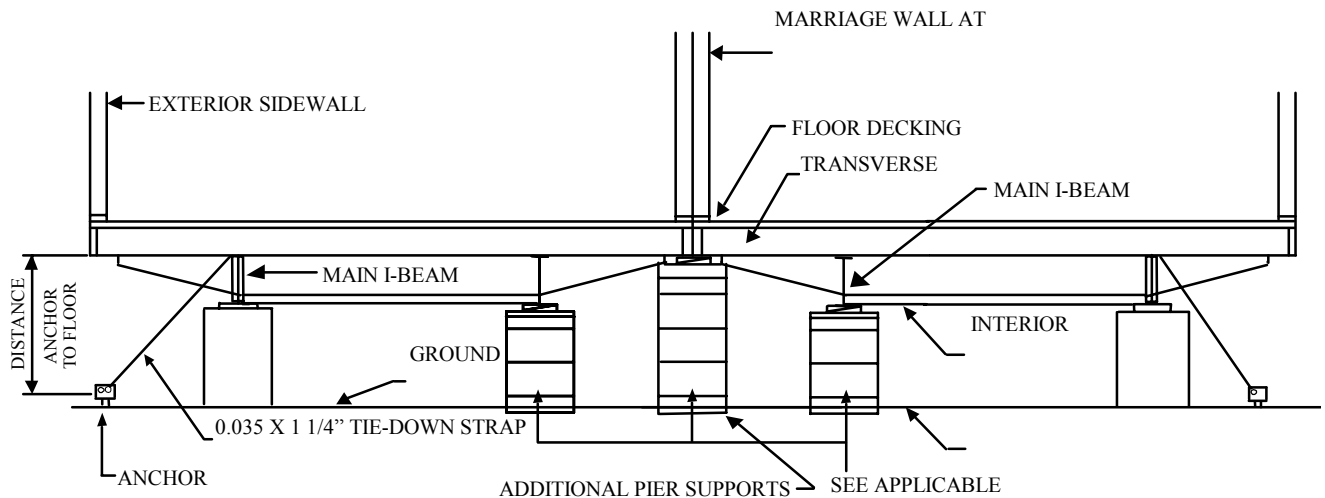 MARRIAGE WALL AT
EXTERIOR SIDEWALL
FLOOR DECKING
TRANSVERSE
MAIN I-BEAM
MAIN I-BEAM
DISTANCE
ANCHOR
TO FLOOR
INTERIOR
GROUND
0.035 X 1 1/4” TIE-DOWN STRAP
ANCHOR
ADDITIONAL PIER SUPPORTS
SEE APPLICABLE